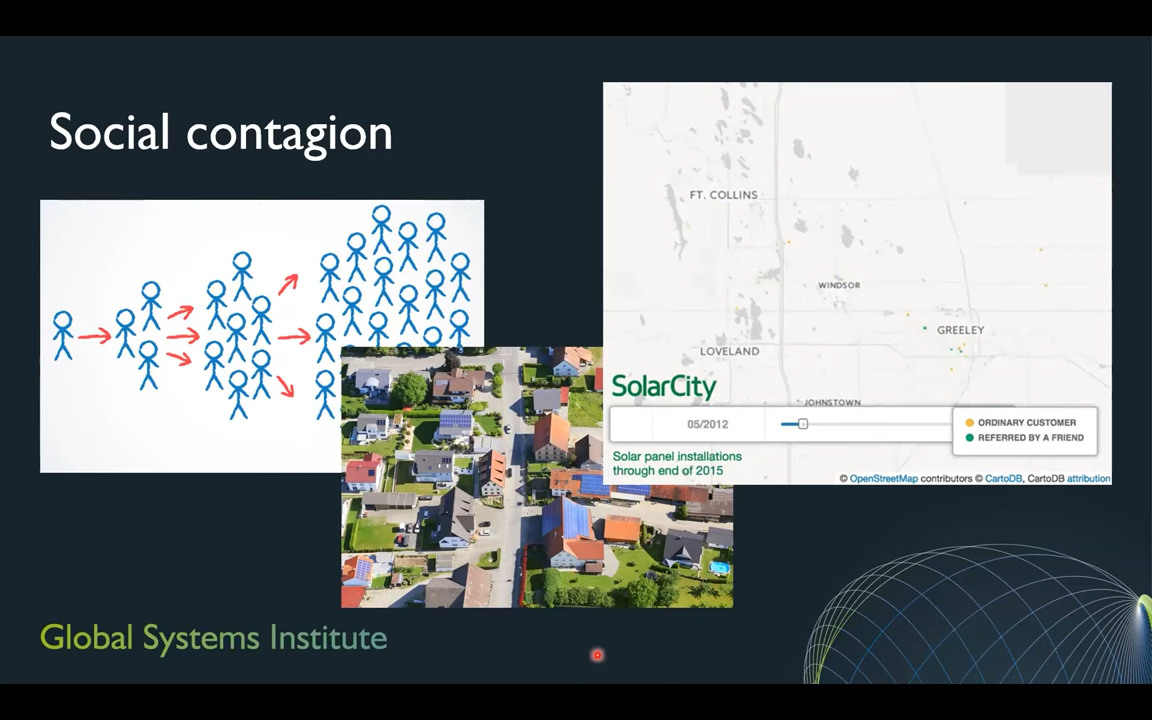 Social contagion
FT. COLLINS
WINDSOR
GREELEY
LOVELAND
JOHNSTOWN
SolarCity
05/2012
ORDINARY CUSTOMER
REFERRED BY A FRIEND
Solar panel installations
through end of 2015
© OpenStreetMap contributors © CartoDB, CartoDB attribution
Global Systems Institute